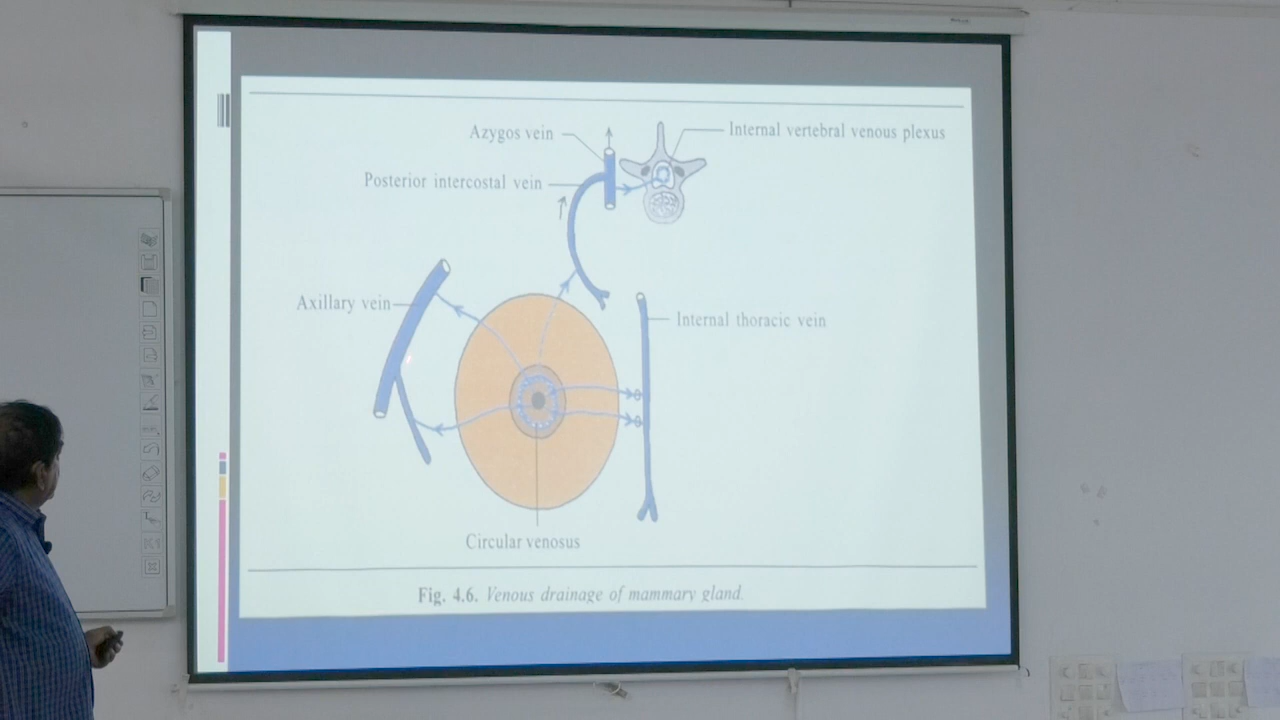 Azygos vein
Internal vertebral venous plexus
Posterior intercostal vein
Axillary vein
Internal thoracic vein
Circular venosus
Fig. 4.6. Venous drainage of mammary gland.